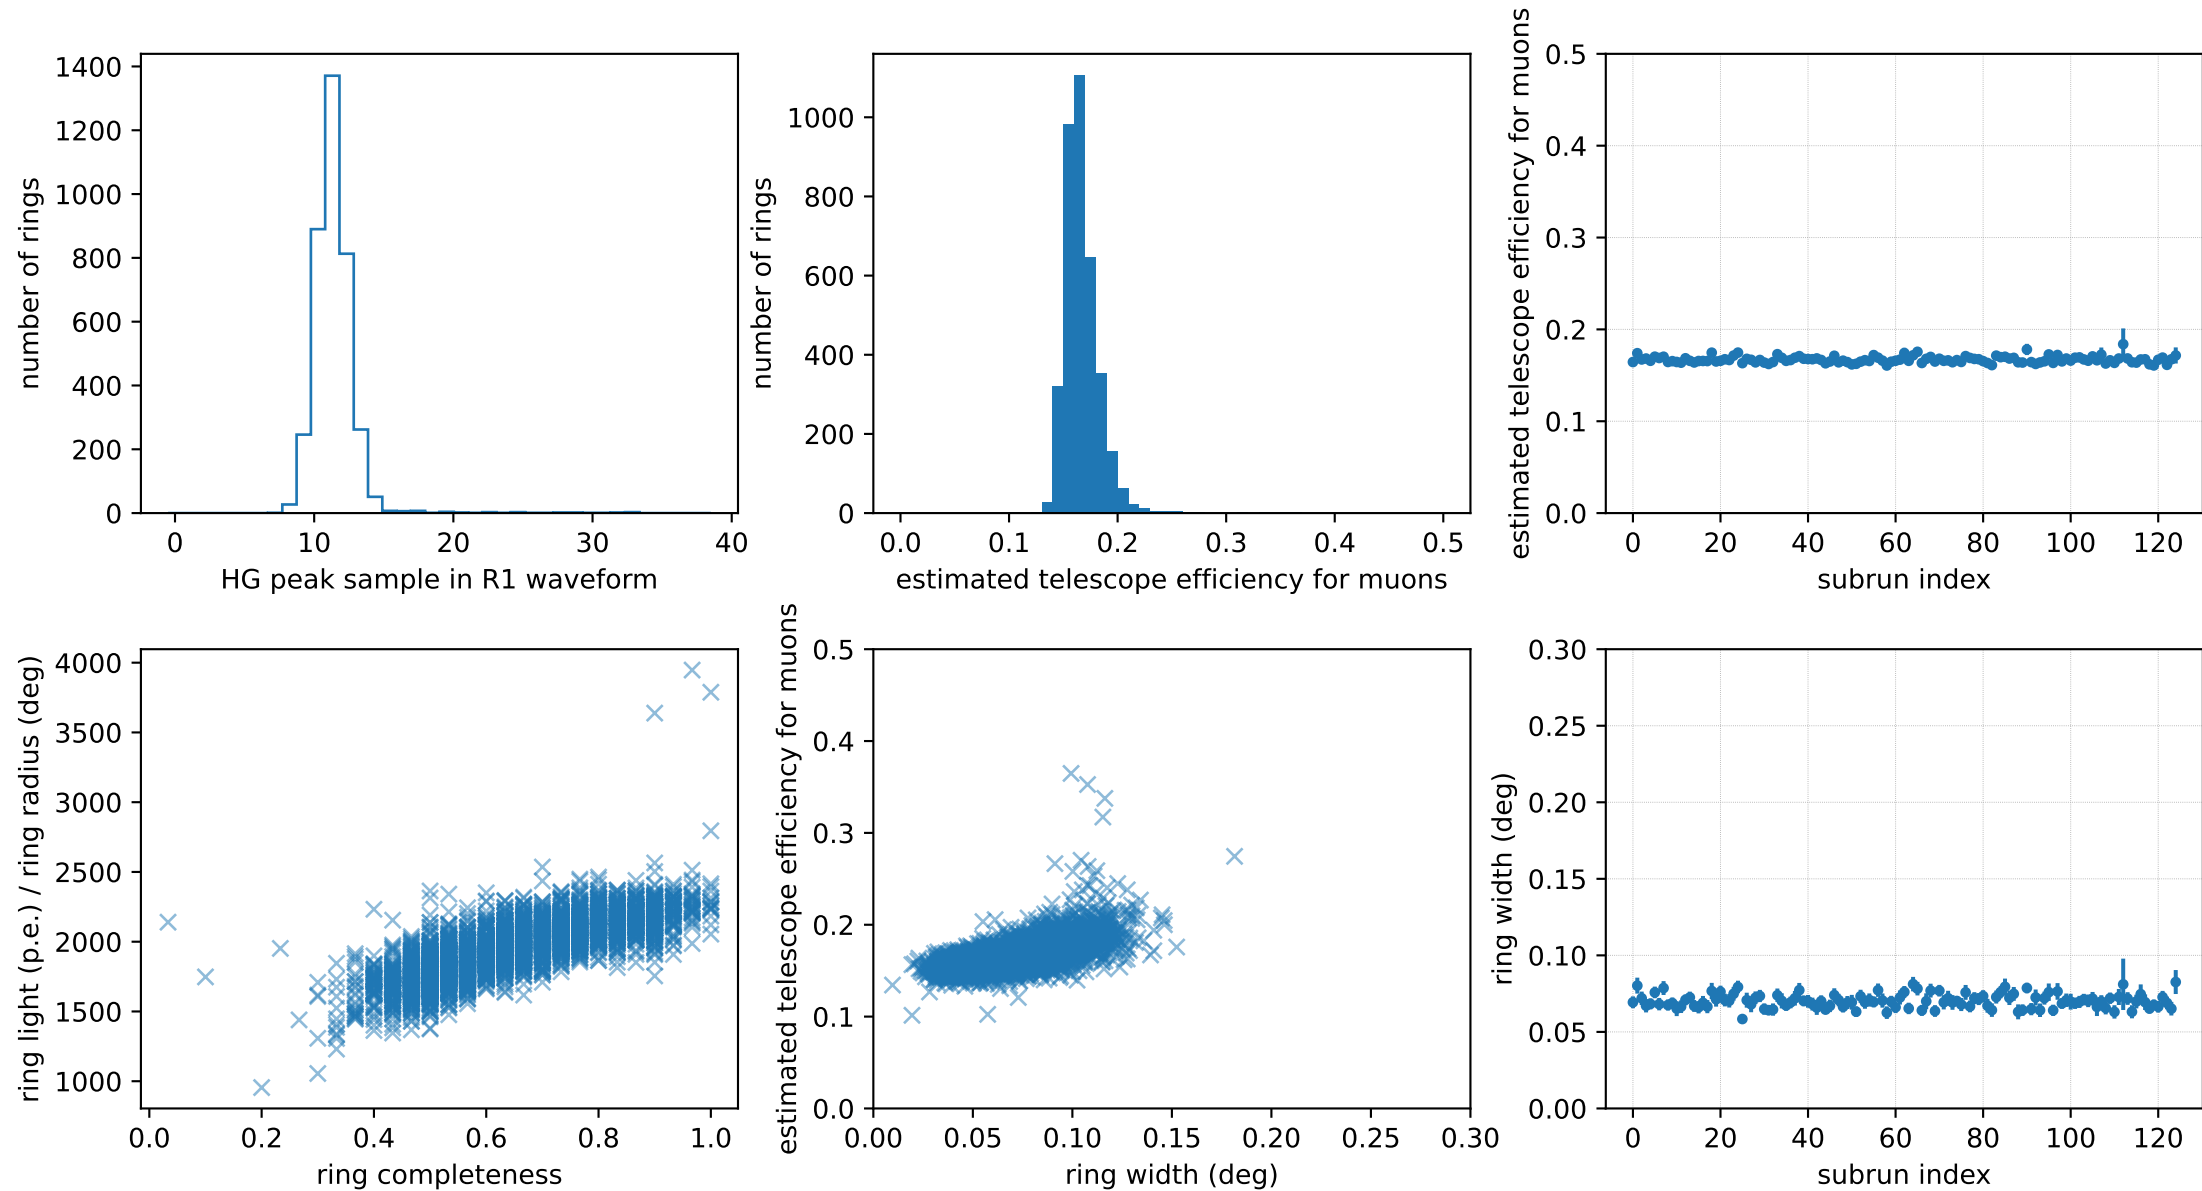 number of rings
1400
1200
1000
800
600
400
200
0
0 10 20 30 40
HG peak sample in R1 waveform
number of rings
1000
800
600
400
200
0
0.0 0.1 0.2 0.3 0.4 0.5
estimated telescope efficiency for muons
estimated telescope efficiency for muons
0.5
0.4
0.3
0.2
0.1
0.0
0 20 40 60 80 100 120
subrun index
ring light (p.e.) / ring radius (deg)
4000
3500
3000
2500
2000
1500
1000
0.0 0.2 0.4 0.6 0.8 1.0
ring completeness
estimated telescope efficiency for muons
0.5
0.4
0.3
0.2
0.1
0.0
0.00 0.05 0.10 0.15 0.20 0.25 0.30
ring width (deg)
ring width (deg)
0.30
0.25
0.20
0.15
0.10
0.05
0.00
0 20 40 60 80 100 120
subrun index